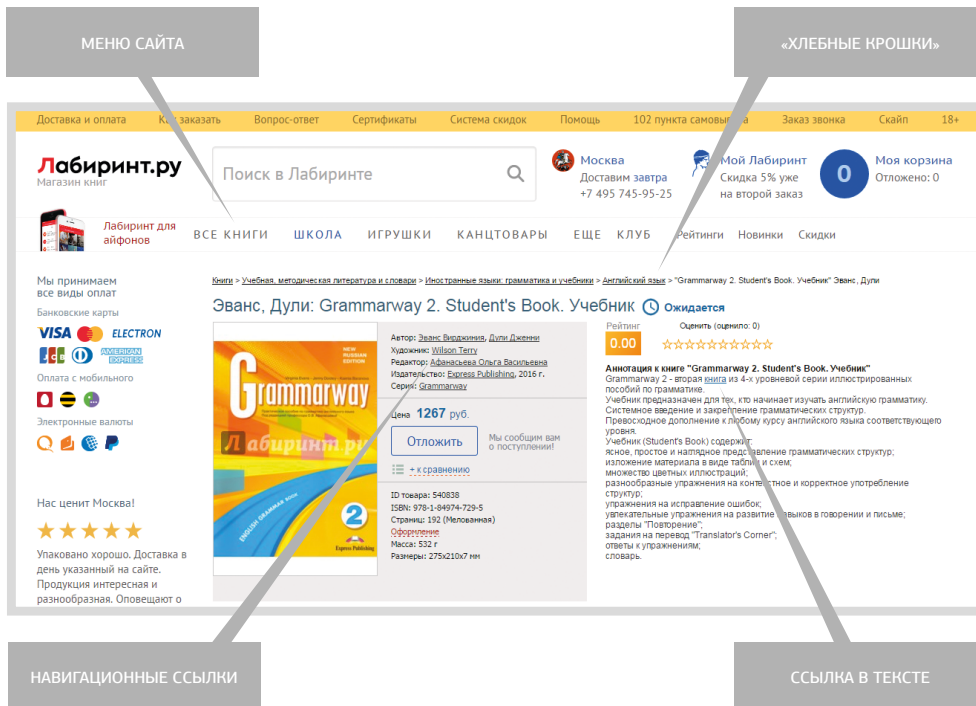 МЕНЮ САЙТА
«ХЛЕБНЫЕ КРОШКИ»
Доставка и оплата
заказать
Вопрос-ответ
Сертификаты
Система скидок
Помощь
102 пункта
Заказ звонка
Скайп
18+
Лабиринт.ру
Магазин книг
Поиск в Лабиринте
Москва
Доставим завтра
+7 495 745-95-25
Мой Лабиринт
Скидка 5% уже
на второй заказ
0
Моя корзина
Отложено: 0
Лабиринт для
айфонов
ВСЕ КНИГИ
ШКОЛА
ИГРУШКИ
КАНЦТОВАРЫ
ЕЩЕ
КЛУБ
Рейтинги
Новинки
Скидки
Мы принимаем
все виды оплат
Банковские карты
VISA
ELECTRON
JCB
AMERICAN
EXPRESS
Оплата с мобильного
Электронные валюты
Нас ценит Москва!
Упаковано хорошо. Доставка в
день указанный на сайте.
Продукция интересная и
разнообразная. Оповещают о
Книги > Учебная, методическая литература и словари > Иностранные языки: грамматика и учебники > Английский язык > "Grammarway 2. Student's Book. Учебник" Эванс, Дули
Эванс, Дули: Grammarway 2. Student's Book. Учебник
Ожидается
NEW
RUSSIAN
EDITION
Grammarway
Лабиринт.ру
ENGLISH GRAMMAR BOOK
2
Express Publishing
Автор: Эванс Вирджиния, Дули Дженни
Художник: Wilson Terry
Редактор: Афанасьева Ольга Васильевна
Издательство: Express Publishing, 2016 г.
Серия: Grammarway
Цена 1267 руб.
Отложить
Мы сообщим вам
о поступлении!
+ к сравнению
ID товара: 540838
ISBN: 978-1-84974-729-5
Страниц: 192 (Мелованная)
Оформление
Масса: 532 г
Размеры: 275x210x7 мм
Рейтинг
0.00
Оценить (оценило: 0)
Аннотация к книге "Grammarway 2. Student's Book. Учебник"
Grammarway 2 - вторая книга из 4-х уровневой серии иллюстрированных
пособий по грамматике.
Учебник предназначен для тех, кто начинает изучать английскую грамматику.
Системное введение и закрепление грамматических структур.
Превосходное дополнение к любому курсу английского языка соответствующего
уровня.
Учебник (Student's Book) содержит:
ясное, простое и наглядное представление грамматических структур;
изложение материала в виде таблиц и схем;
множество цветных иллюстраций;
разнообразные упражнения на контекстное и корректное употребление
структур;
упражнения на исправление ошибок;
увлекательные упражнения на развитие навыков в говорении и письме;
разделы "Повторение";
задания на перевод "Translator's Corner";
ответы к упражнениям;
словарь.
НАВИГАЦИОННЫЕ ССЫЛКИ
ССЫЛКА В ТЕКСТЕ